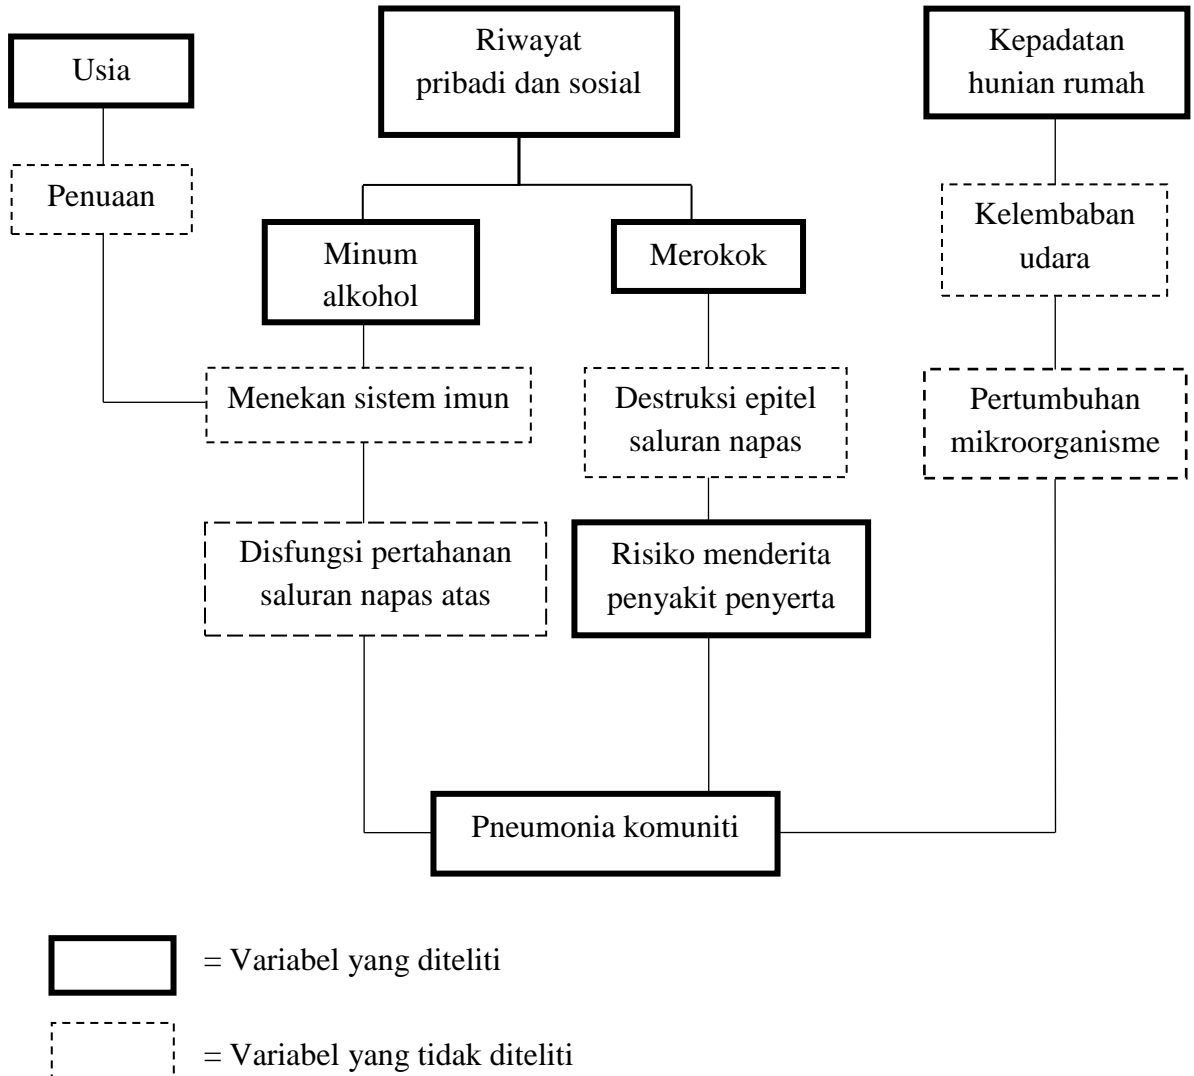 Usia
Riwayat
pribadi dan sosial
Kepadatan
hunian rumah
Penuaan
Minum
alkohol
Merokok
Kelembaban
udara
Menekan sistem imun
Destruksi epitel
saluran napas
Pertumbuhan
mikroorganisme
Disfungsi pertahanan
saluran napas atas
Risiko menderita
penyakit penyerta
Pneumonia komuniti
= Variabel yang diteliti
= Variabel yang tidak diteliti